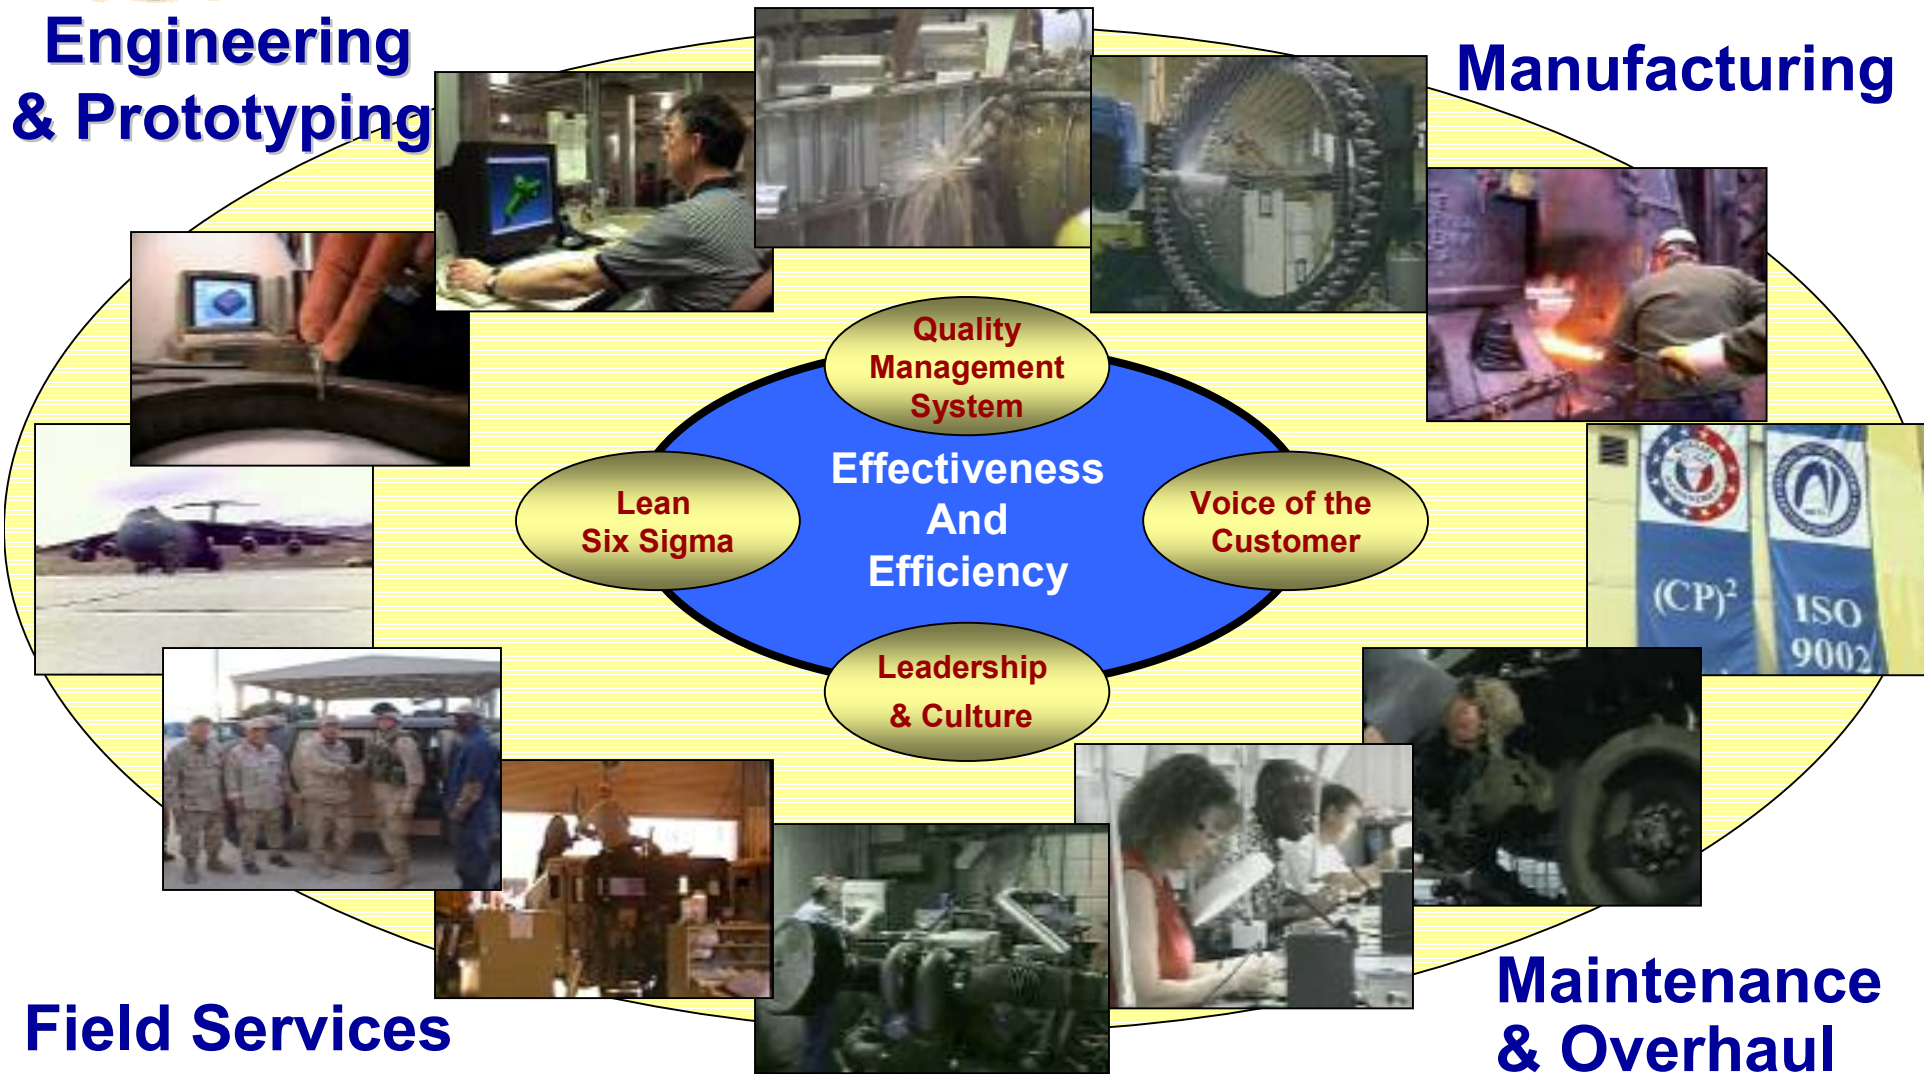 Engineering
& Prototyping
Manufacturing
Quality
Management
System
Effectiveness
And
Efficiency
Lean
Six Sigma
Voice of the
Customer
Leadership
& Culture
(CP)²
ISO
9002
Field Services
Maintenance
& Overhaul